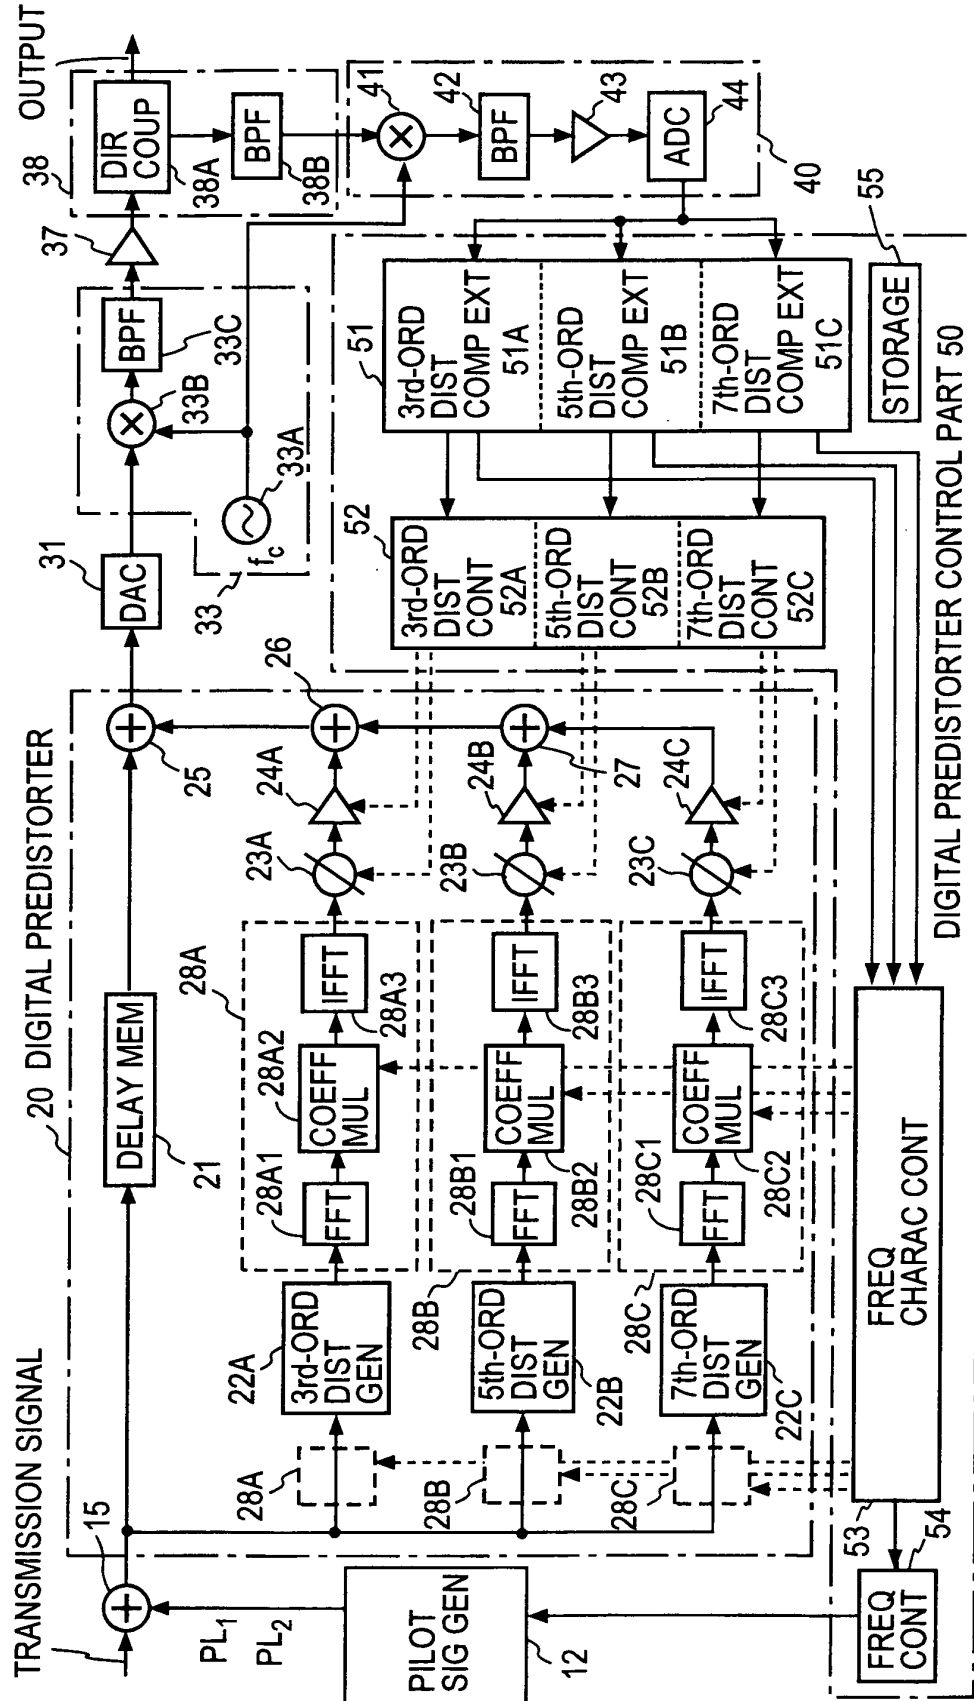 TRANSMISSION SIGNAL
15
PL1
PL2
PILOT
SIG GEN
12
20 DIGITAL PREDISTORTER
DELAY MEM
21
25
28A
22A
3rd-ORD
DIST
GEN
28A
28A1
FFT
28A2
COEFF
MUL
IFFT
28A3
23A
24A
26
28B
5th-ORD
DIST
GEN
22B
28B
28B1
FFT
COEFF
MUL
28B2
IFFT
28B3
23B
24B
27
28C
7th-ORD
DIST
GEN
22C
28C
28C1
FFT
COEFF
MUL
28C2
IFFT
28C3
23C
24C
31
DAC
33
33A
fc
33B
BPF
33C
37
38
DIR
COUP
38A
BPF
38B
OUTPUT
41
42
BPF
43
ADC
44
40
51
3rd-ORD
DIST
COMP EXT
51A
5th-ORD
DIST
COMP EXT
51B
7th-ORD
DIST
COMP EXT
51C
52
3rd-ORD
DIST
CONT
52A
5th-ORD
DIST
CONT
52B
7th-ORD
DIST
CONT
52C
55
STORAGE
DIGITAL PREDISTORTER CONTROL PART 50
FREQ
CHARAC CONT
53
54
FREQ
CONT